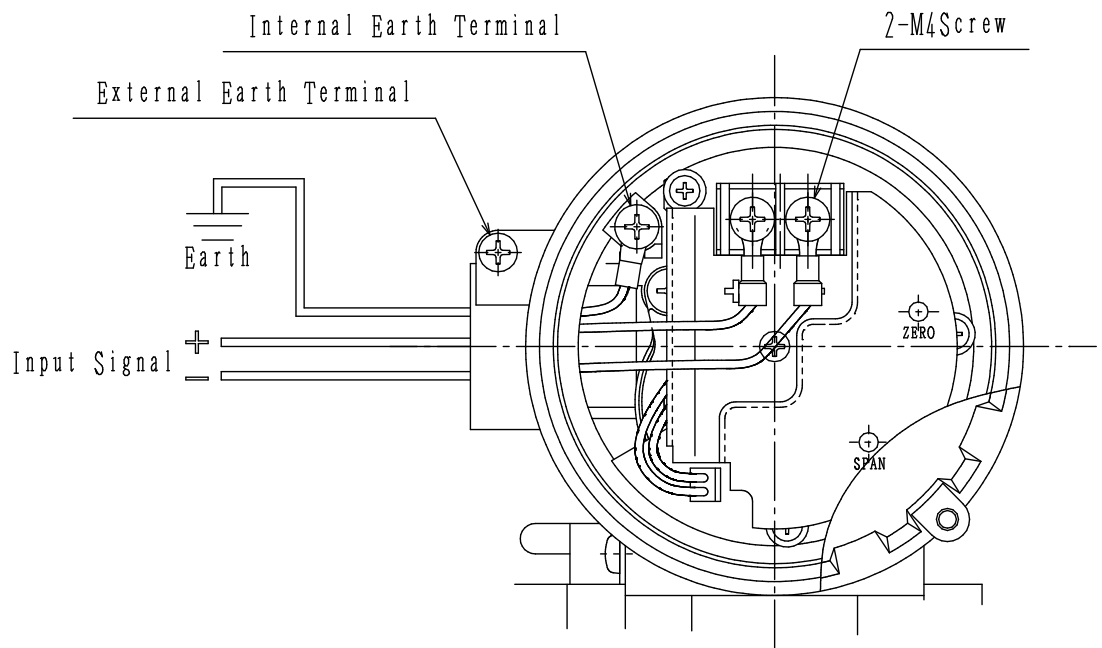 Internal Earth Terminal
2-M4Screw
External Earth Terminal
Earth
ZERO
+
Input Signal
−
SPAN